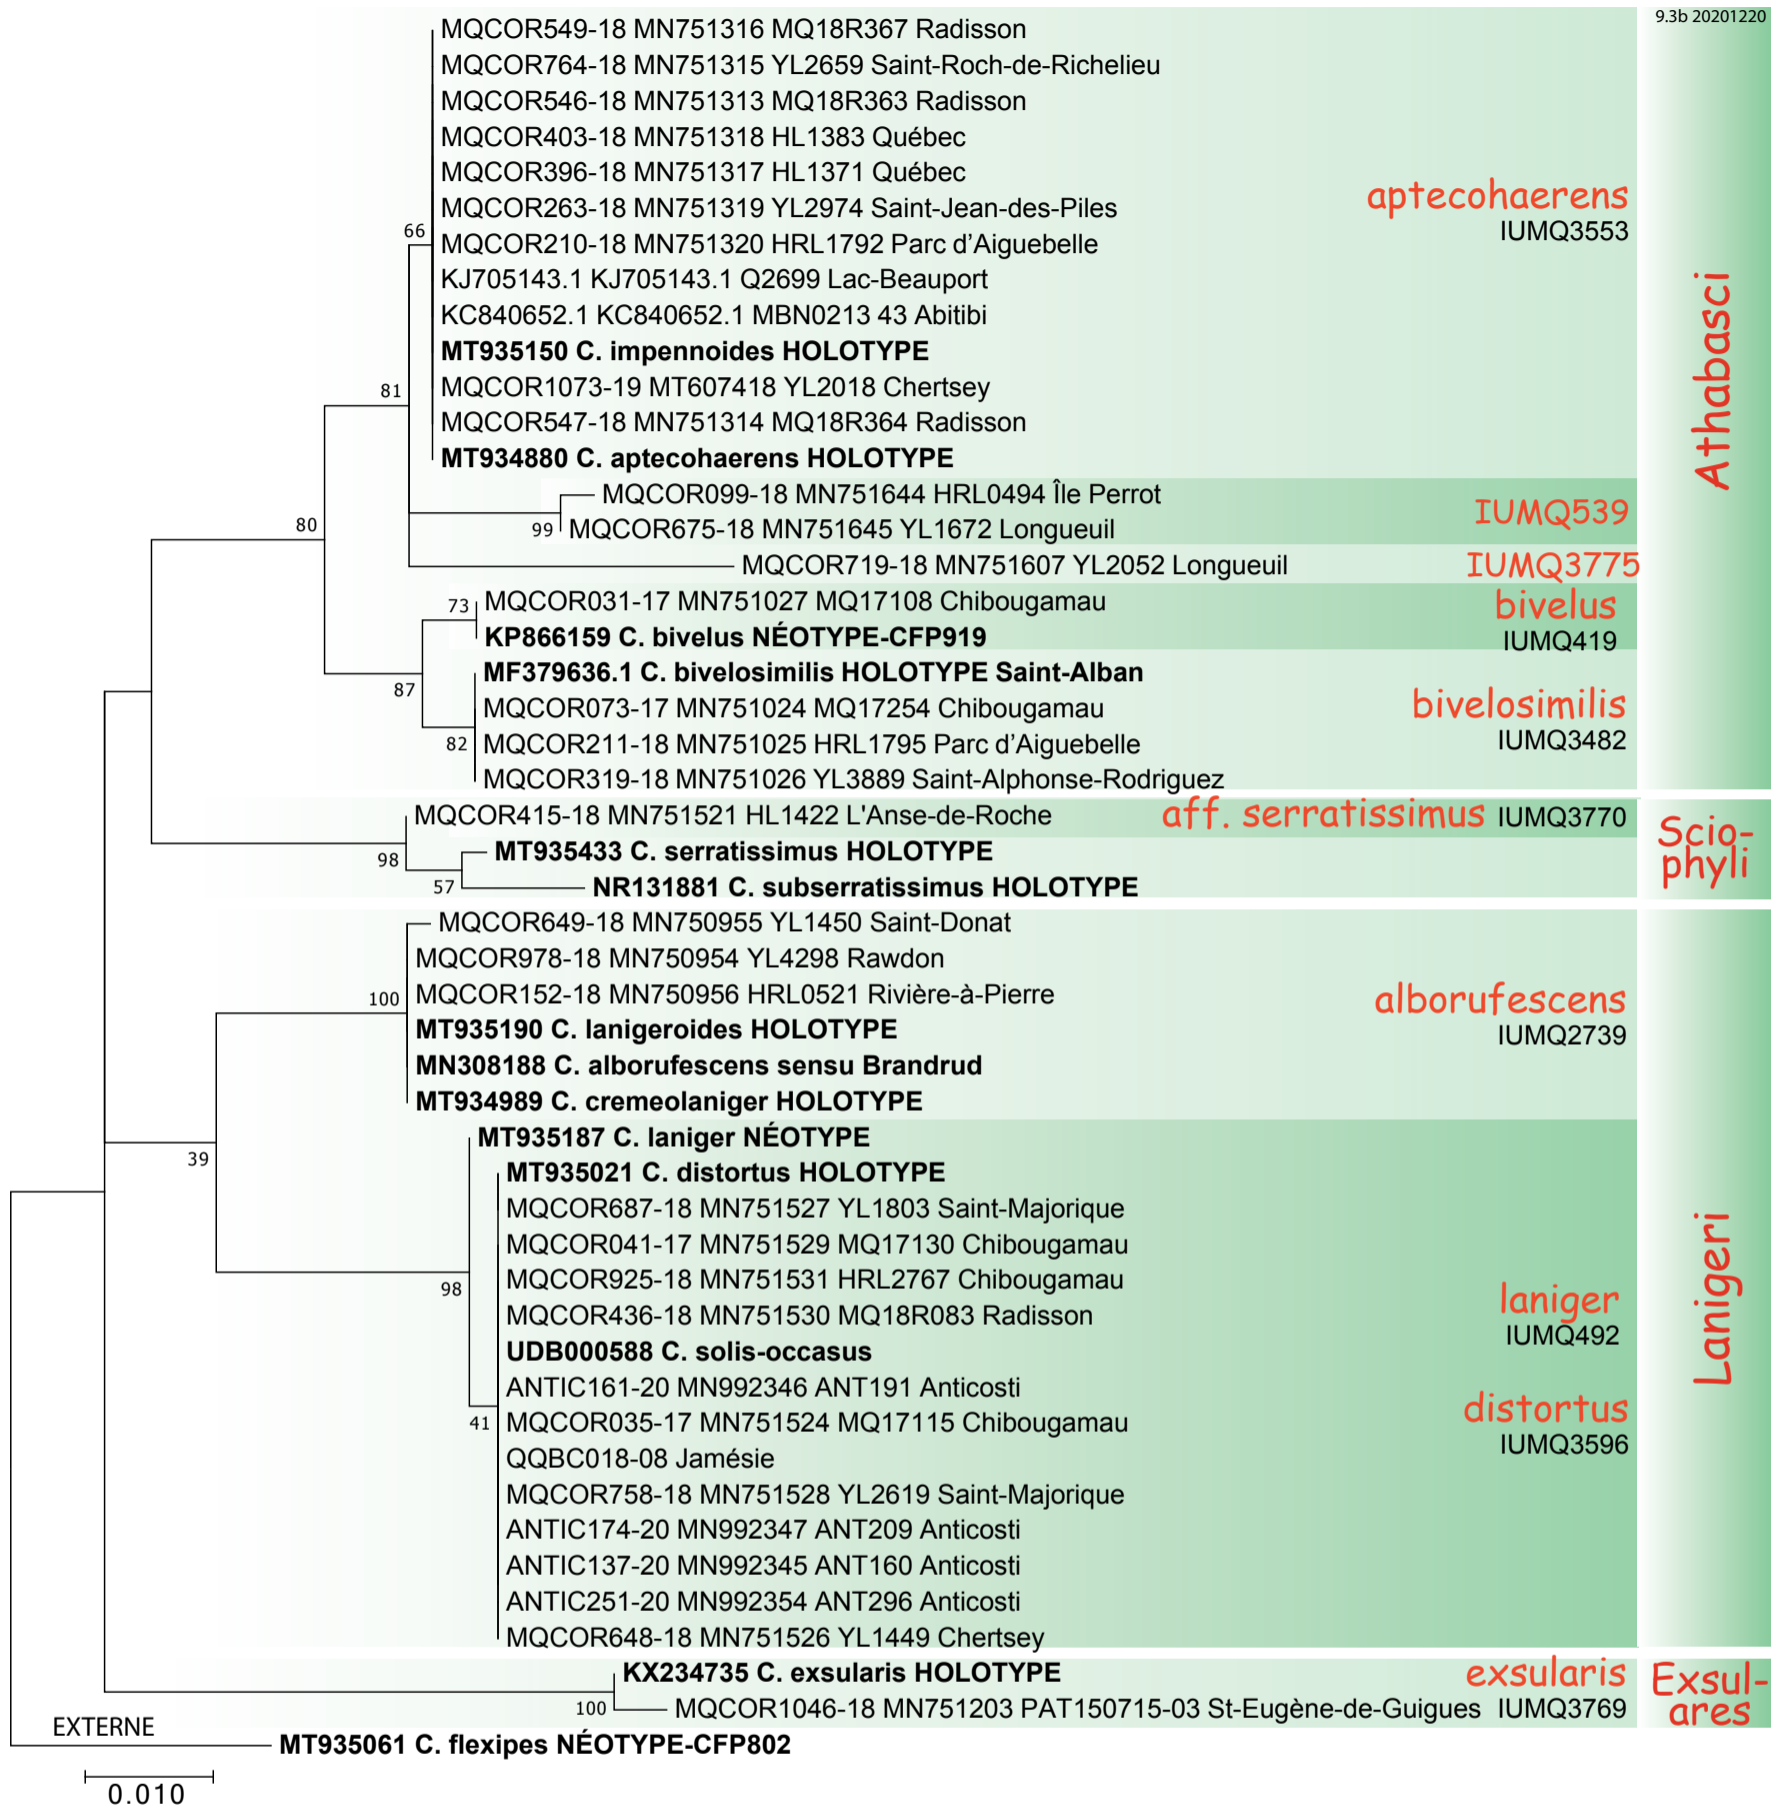 9.3b 20201220
MQCOR549-18 MN751316 MQ18R367 Radisson
MQCOR764-18 MN751315 YL2659 Saint-Roch-de-Richelieu
MQCOR546-18 MN751313 MQ18R363 Radisson
MQCOR403-18 MN751318 HL1383 Québec
MQCOR396-18 MN751317 HL1371 Québec
aptecohaerens
MQCOR263-18 MN751319 YL2974 Saint-Jean-des-Piles
66
IUMQ3553
MQCOR210-18 MN751320 HRL1792 Parc d’Aiguebelle
KJ705143.1 KJ705143.1 Q2699 Lac-Beauport
KC840652.1 KC840652.1 MBN0213 43 Abitibi
MT935150 C. impennoides HOLOTYPE
Athabasci
81
MQCOR1073-19 MT607418 YL2018 Chertsey
MQCOR547-18 MN751314 MQ18R364 Radisson
MT934880 C. aptecohaerens HOLOTYPE
MQCOR099-18 MN751644 HRL0494 Île Perrot
IUMQ539
80
99
MQCOR675-18 MN751645 YL1672 Longueuil
MQCOR719-18 MN751607 YL2052 Longueuil
IUMQ3775
73
MQCOR031-17 MN751027 MQ17108 Chibougamau
bivelus
KP866159 C. bivelus NÉOTYPE-CFP919
IUMQ419
MF379636.1 C. bivelosimilis HOLOTYPE Saint-Alban
87
MQCOR073-17 MN751024 MQ17254 Chibougamau
bivelosimilis
82
MQCOR211-18 MN751025 HRL1795 Parc d’Aiguebelle
IUMQ3482
MQCOR319-18 MN751026 YL3889 Saint-Alphonse-Rodriguez
MQCOR415-18 MN751521 HL1422 L'Anse-de-Roche
aff. serratissimus IUMQ3770
Scio-
phyli
98
MT935433 C. serratissimus HOLOTYPE
57
NR131881 C. subserratissimus HOLOTYPE
MQCOR649-18 MN750955 YL1450 Saint-Donat
MQCOR978-18 MN750954 YL4298 Rawdon
100
MQCOR152-18 MN750956 HRL0521 Rivière-à-Pierre
alborufescens
MT935190 C. lanigeroides HOLOTYPE
IUMQ2739
MN308188 C. alborufescens sensu Brandrud
MT934989 C. cremeolaniger HOLOTYPE
39
MT935187 C. laniger NÉOTYPE
MT935021 C. distortus HOLOTYPE
MQCOR687-18 MN751527 YL1803 Saint-Majorique
MQCOR041-17 MN751529 MQ17130 Chibougamau
98
MQCOR925-18 MN751531 HRL2767 Chibougamau
laniger
Lanigeri
MQCOR436-18 MN751530 MQ18R083 Radisson
IUMQ492
UDB000588 C. solis-occasus
ANTIC161-20 MN992346 ANT191 Anticosti
distortus
41
MQCOR035-17 MN751524 MQ17115 Chibougamau
IUMQ3596
QQBC018-08 Jamésie
MQCOR758-18 MN751528 YL2619 Saint-Majorique
ANTIC174-20 MN992347 ANT209 Anticosti
ANTIC137-20 MN992345 ANT160 Anticosti
ANTIC251-20 MN992354 ANT296 Anticosti
MQCOR648-18 MN751526 YL1449 Chertsey
KX234735 C. exsularis HOLOTYPE
exsularis
Exsul-
ares
100
MQCOR1046-18 MN751203 PAT150715-03 St-Eugène-de-Guigues IUMQ3769
EXTERNE
MT935061 C. flexipes NÉOTYPE-CFP802
0.010